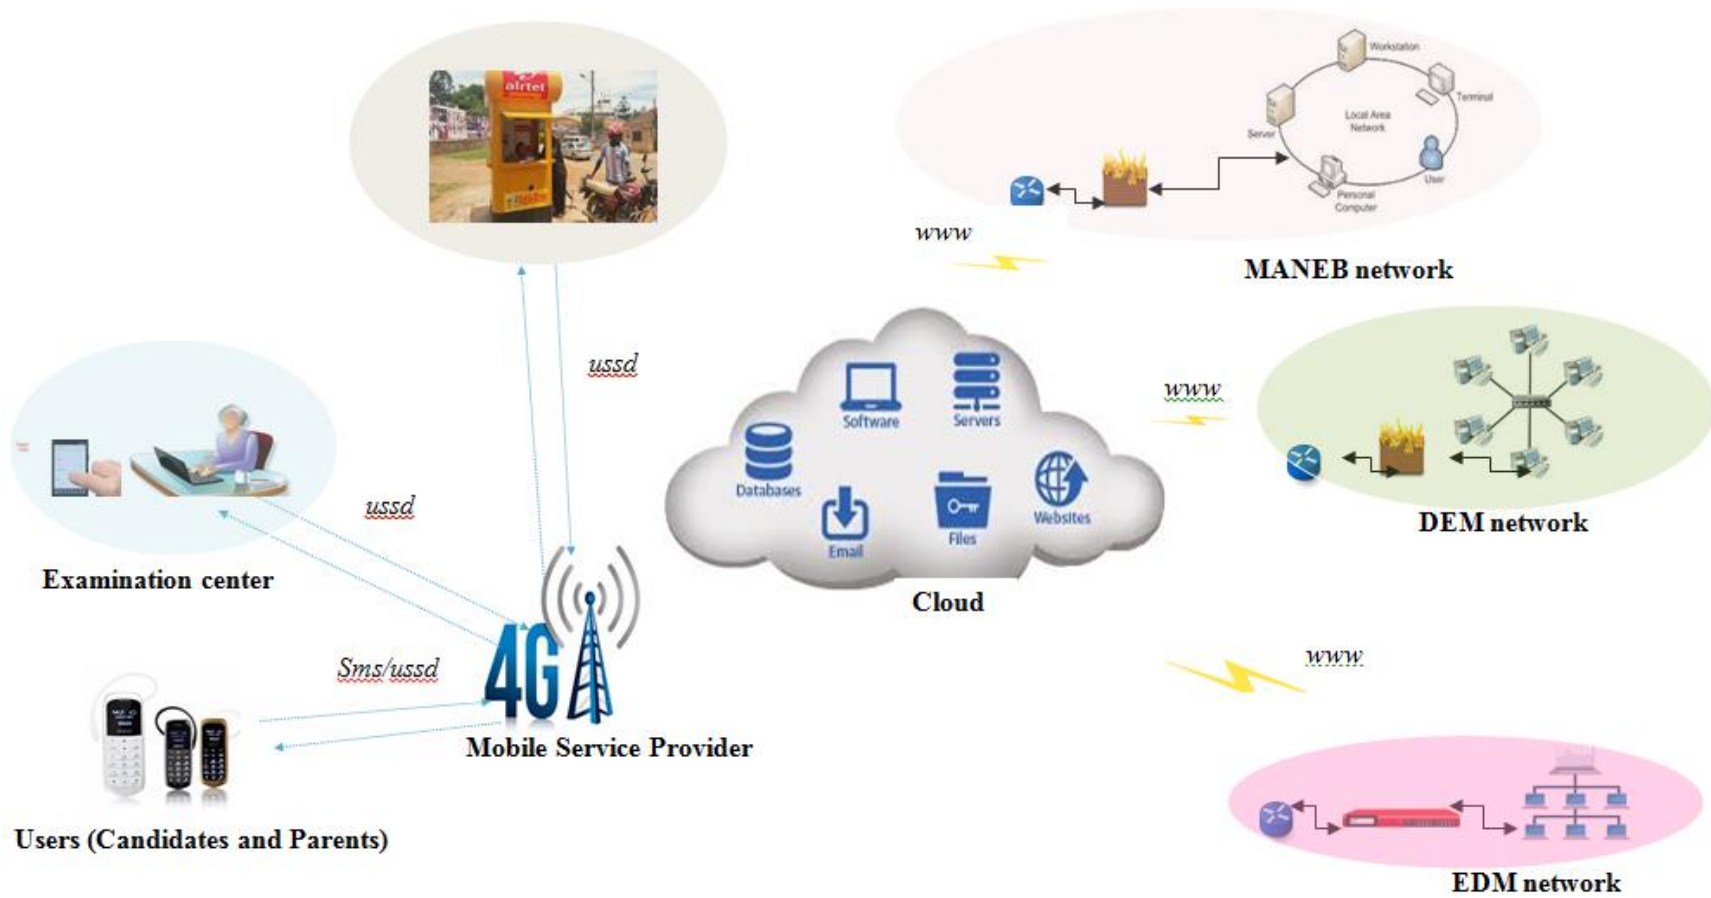 airtel
Workstation
Terminal
Local Area
Network
Server
User
Personal
Computer
www
MANEB network
ussd
www
Software
Servers
Databases
Email
Files
Websites
DEM network
ussd
Examination center
Cloud
4G
Sms/ussd
www
Mobile Service Provider
Users (Candidates and Parents)
EDM network